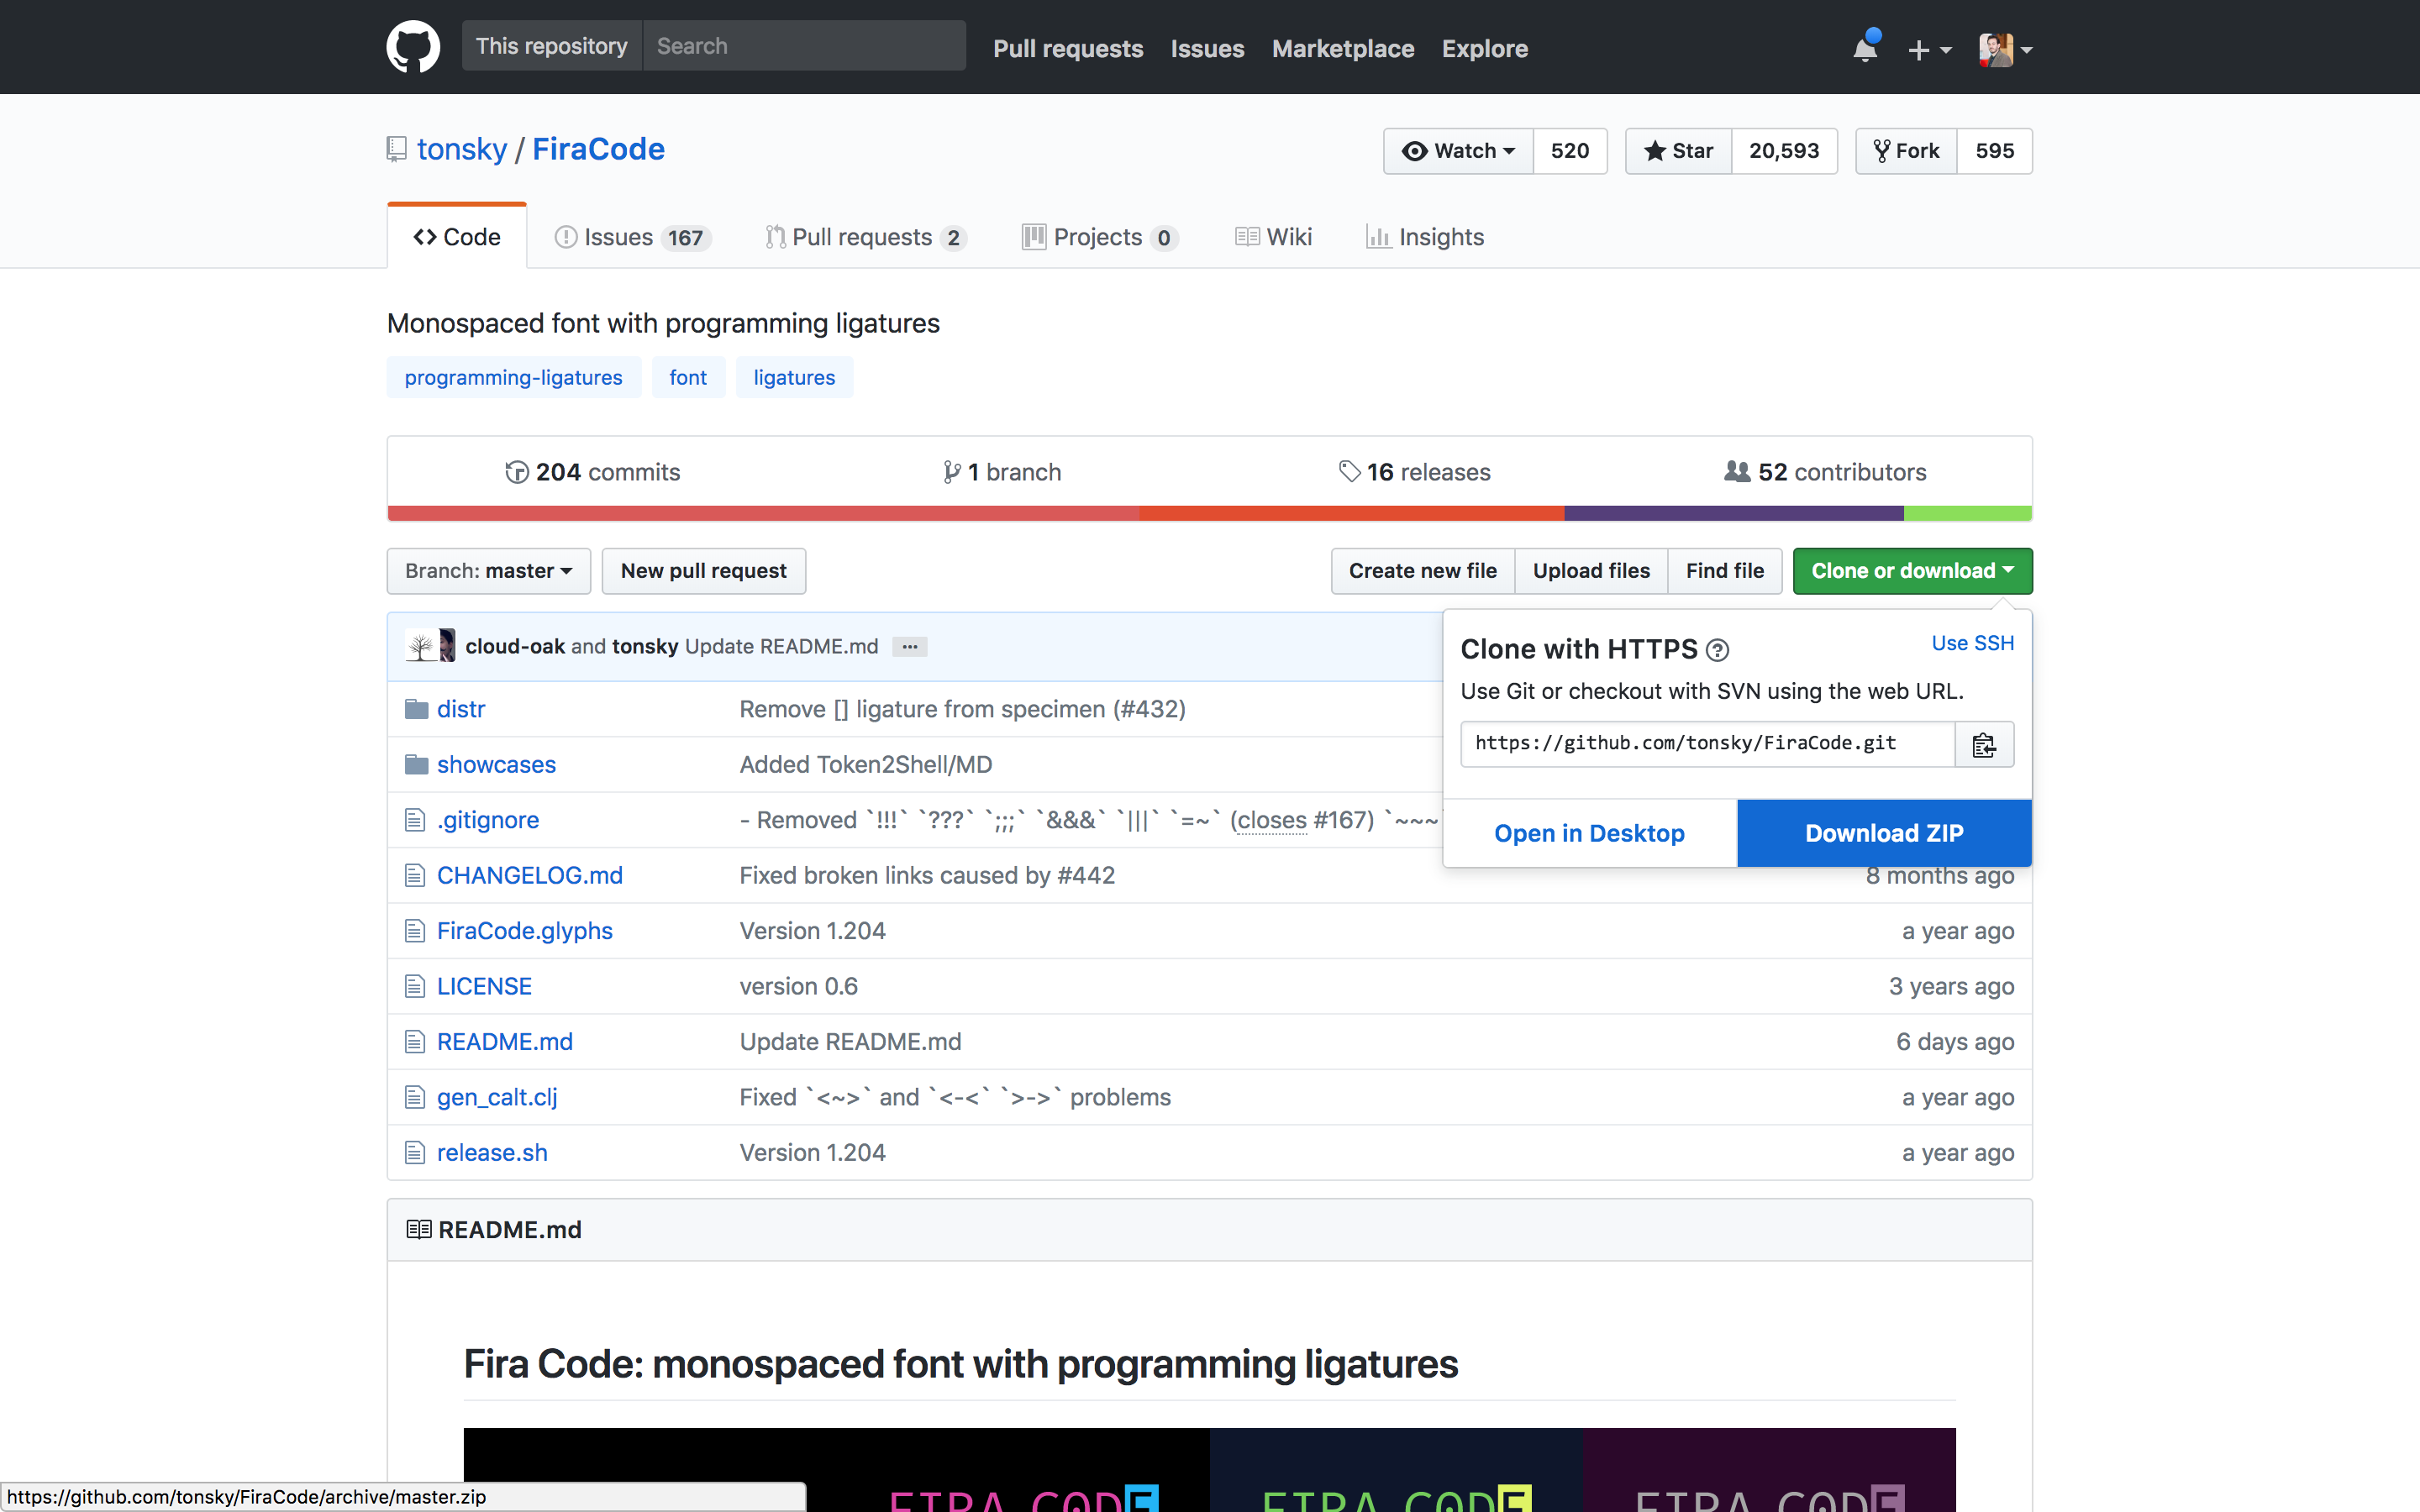 This repository Search Pull requests Issues Marketplace Explore
tonsky / FiraCode Watch 520 Star 20,593 Fork 595
Code Issues 167 Pull requests 2 Projects 0 Wiki Insights
Monospaced font with programming ligatures
programming-ligatures font ligatures
204 commits 1 branch 16 releases 52 contributors
Branch: master New pull request Create new file Upload files Find file Clone or download
cloud-oak and tonsky Update README.md …
Clone with HTTPS ? Use SSH
Use Git or checkout with SVN using the web URL.
https://github.com/tonsky/FiraCode.git
Open in Desktop Download ZIP
distr Remove [] ligature from specimen (#432)
showcases Added Token2Shell/MD
.gitignore - Removed `!!!` `???` `;;;` `&&&` `|||` `=~` (closes #167) `~~~`
CHANGELOG.md Fixed broken links caused by #442 8 months ago
FiraCode.glyphs Version 1.204 a year ago
LICENSE version 0.6 3 years ago
README.md Update README.md 6 days ago
gen_calt.clj Fixed `<~>` and `<-<` `>->` problems a year ago
release.sh Version 1.204 a year ago
README.md
Fira Code: monospaced font with programming ligatures
FIRA CODE FIRA CODE FIRA CODE
https://github.com/tonsky/FiraCode/archive/master.zip